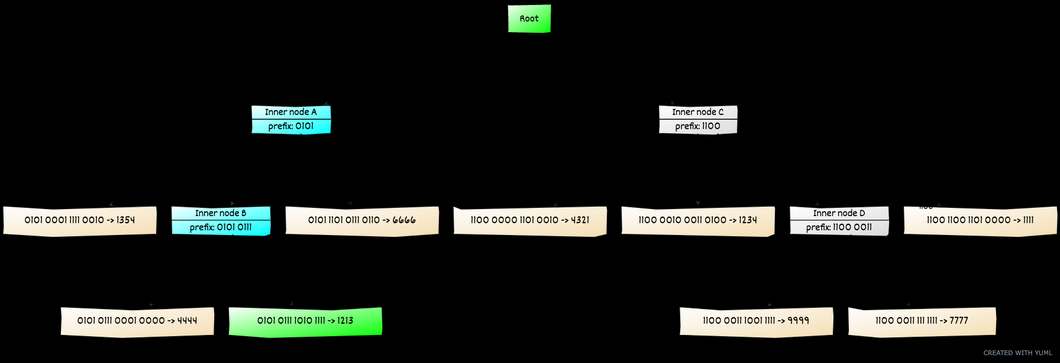 Root
Inner node A
prefix: 0101
Inner node C
prefix: 1100
0101 0001 1111 0010 -> 1354
Inner node B
prefix: 0101 0111
0101 1101 0111 0110 -> 6666
1100 0000 1101 0010 -> 4321
1100 0010 0011 0100 -> 1234
Inner node D
prefix: 1100 0011
1100 1100 1101 0000 -> 1111
0101 0111 0001 0000 -> 4444
0101 0111 1010 1111 -> 1213
1100 0011 1001 1111 -> 9999
1100 0011 111 1111 -> 7777
CREATED WITH YUML